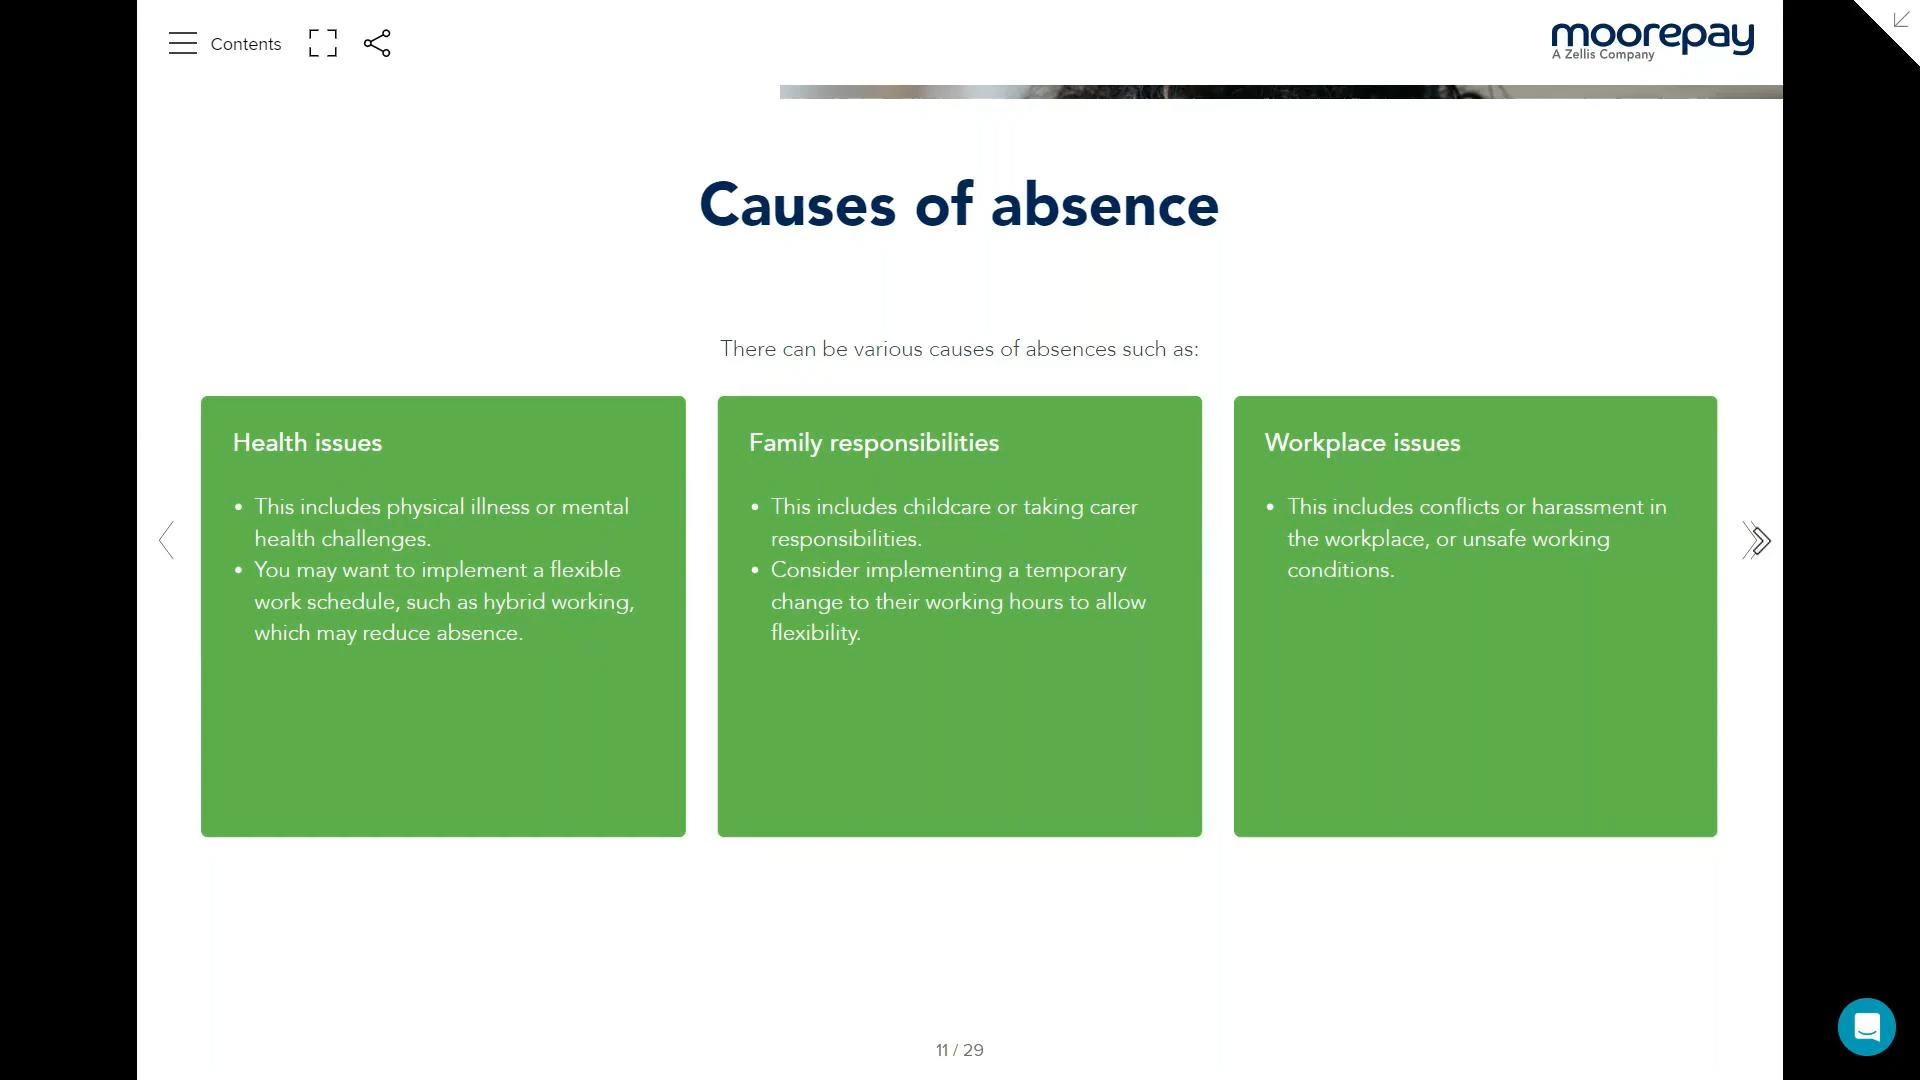 Contents
moorepay
A Zellis Company
Causes of absence
There can be various causes of absences such as:
Health issues
• This includes physical illness or mental
health challenges.
• You may want to implement a flexible
work schedule, such as hybrid working,
which may reduce absence.
Family responsibilities
• This includes childcare or taking carer
responsibilities.
• Consider implementing a temporary
change to their working hours to allow
flexibility.
Workplace issues
• This includes conflicts or harassment in
the workplace, or unsafe working
conditions.
11 / 29